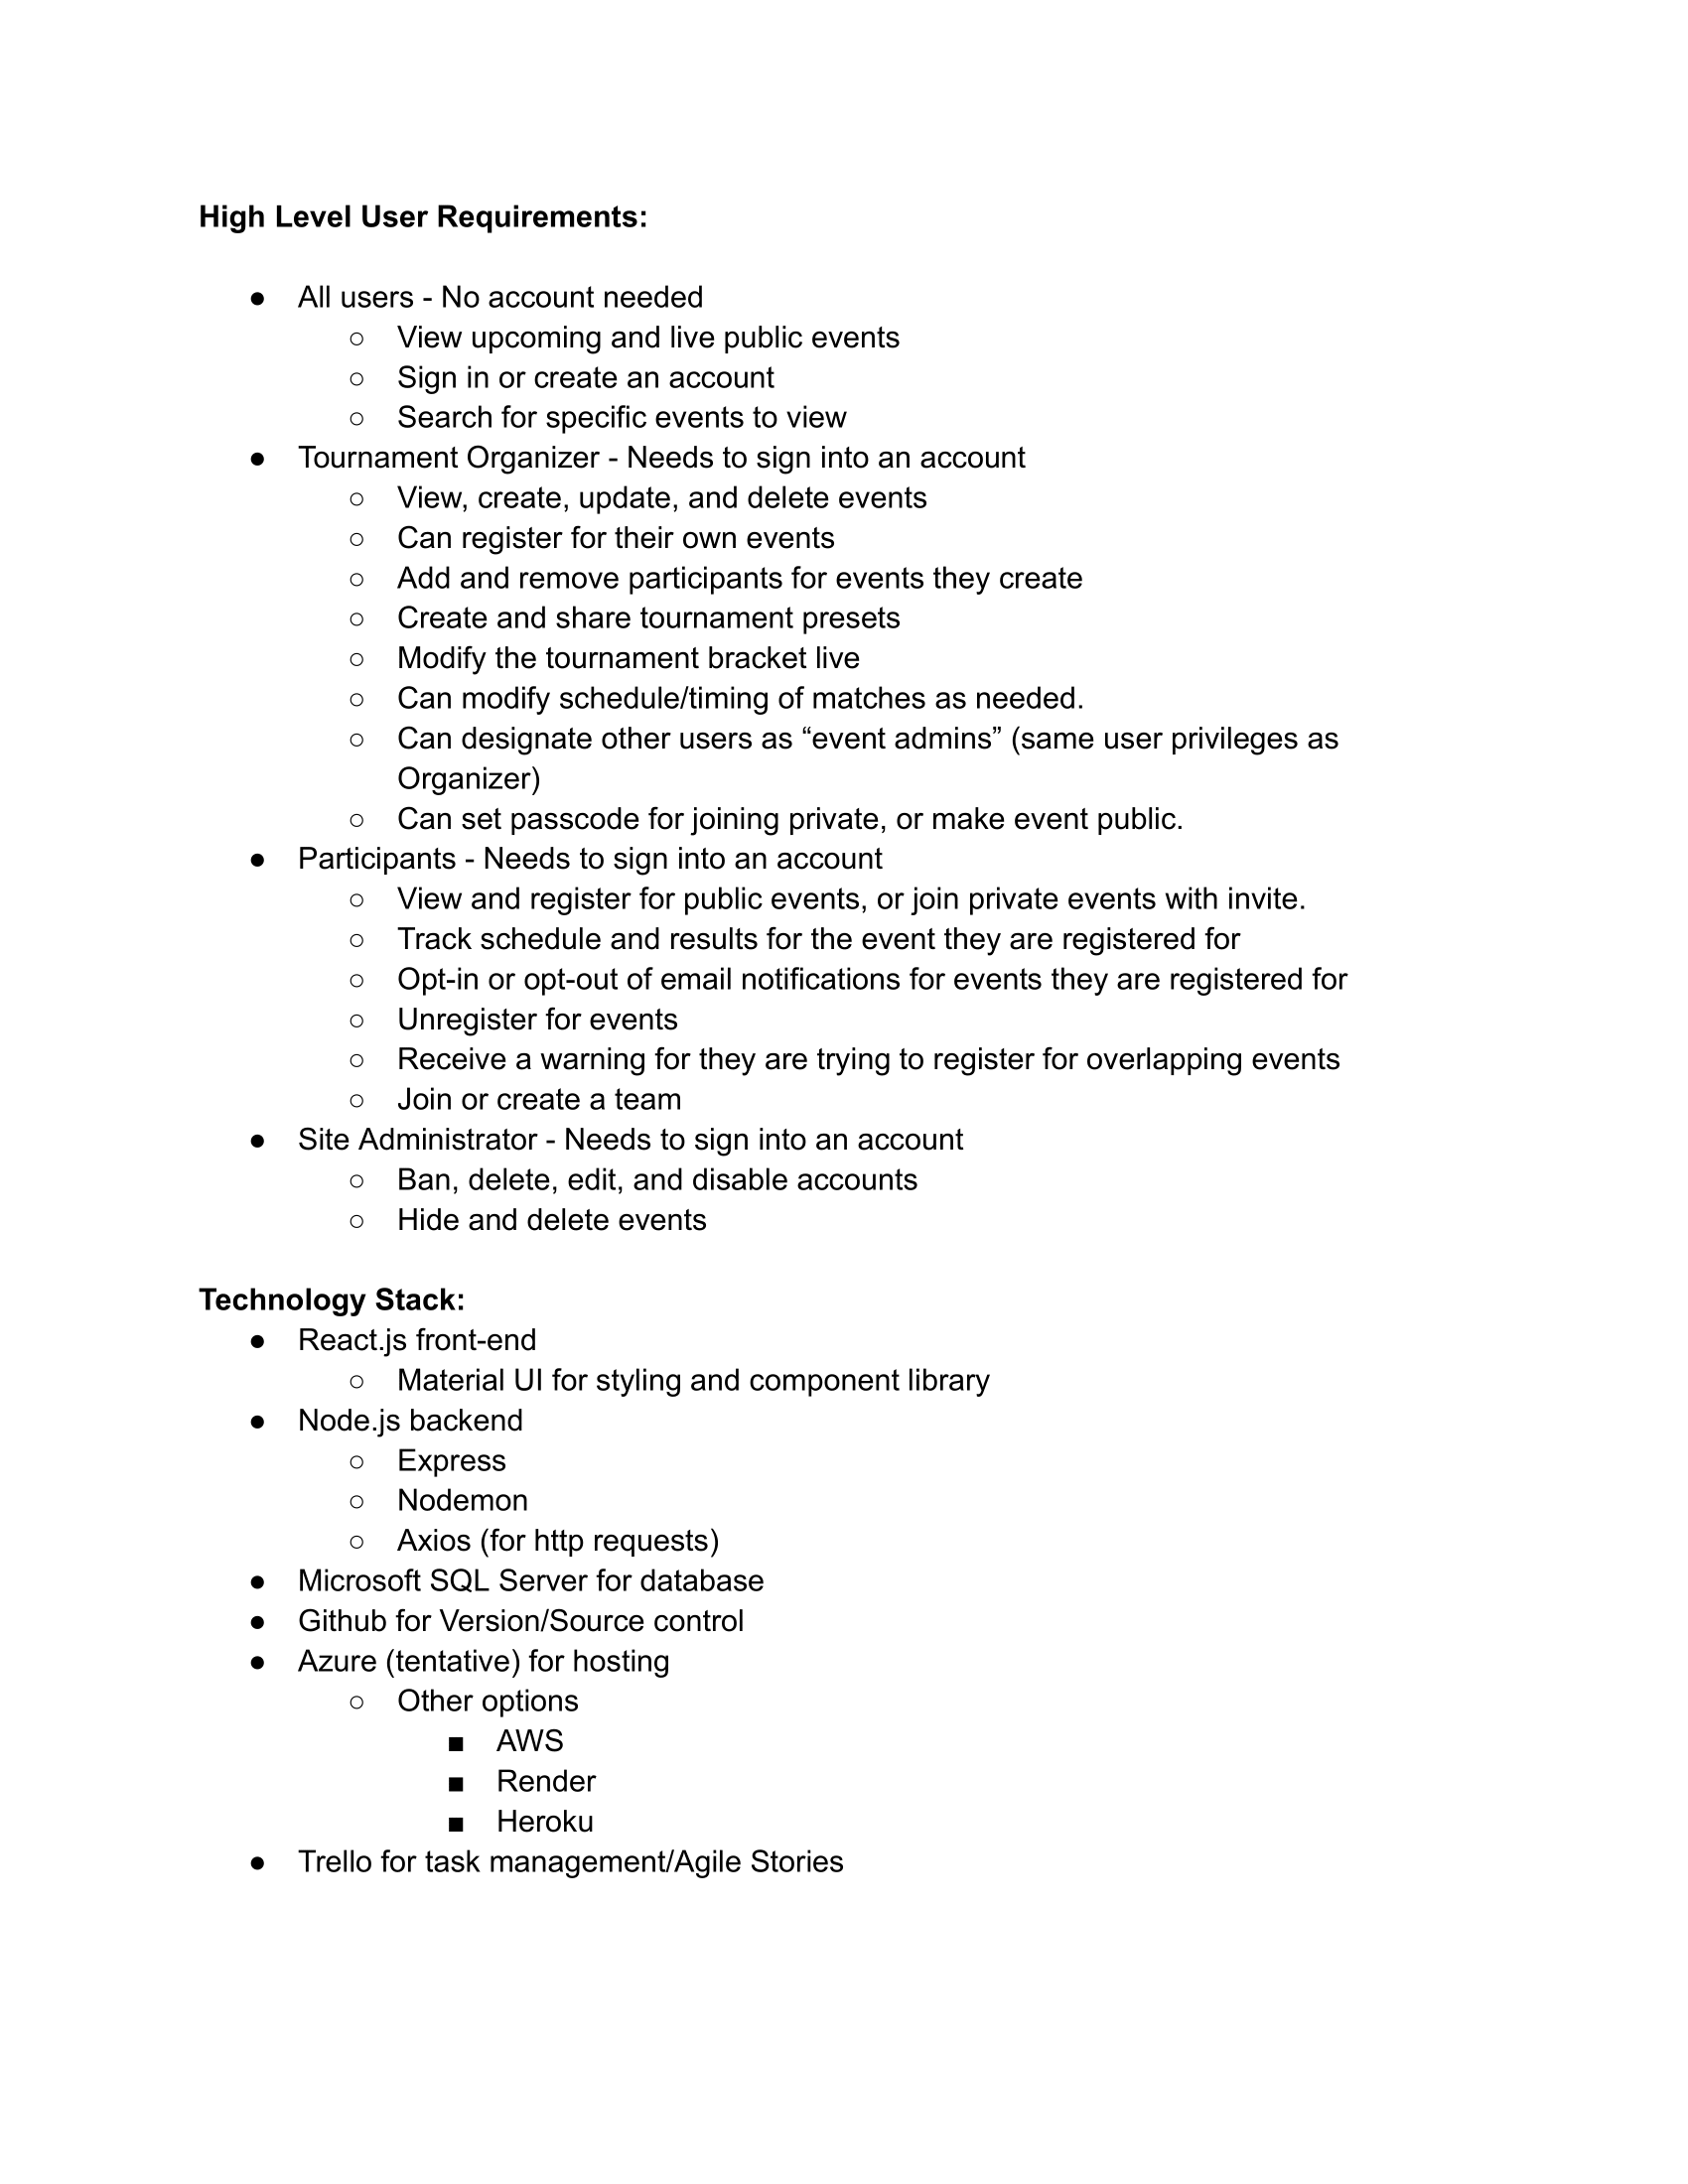 High Level User Requirements:
● All users - No account needed
○ View upcoming and live public events
○ Sign in or create an account
○ Search for specific events to view
● Tournament Organizer - Needs to sign into an account
○ View, create, update, and delete events
○ Can register for their own events
○ Add and remove participants for events they create
○ Create and share tournament presets
○ Modify the tournament bracket live
○ Can modify schedule/timing of matches as needed.
○ Can designate other users as “event admins” (same user privileges as
Organizer)
○ Can set passcode for joining private, or make event public.
● Participants - Needs to sign into an account
○ View and register for public events, or join private events with invite.
○ Track schedule and results for the event they are registered for
○ Opt-in or opt-out of email notifications for events they are registered for
○ Unregister for events
○ Receive a warning for they are trying to register for overlapping events
○ Join or create a team
● Site Administrator - Needs to sign into an account
○ Ban, delete, edit, and disable accounts
○ Hide and delete events
Technology Stack:
● React.js front-end
○ Material UI for styling and component library
● Node.js backend
○ Express
○ Nodemon
○ Axios (for http requests)
● Microsoft SQL Server for database
● Github for Version/Source control
● Azure (tentative) for hosting
○ Other options
■ AWS
■ Render
■ Heroku
● Trello for task management/Agile Stories